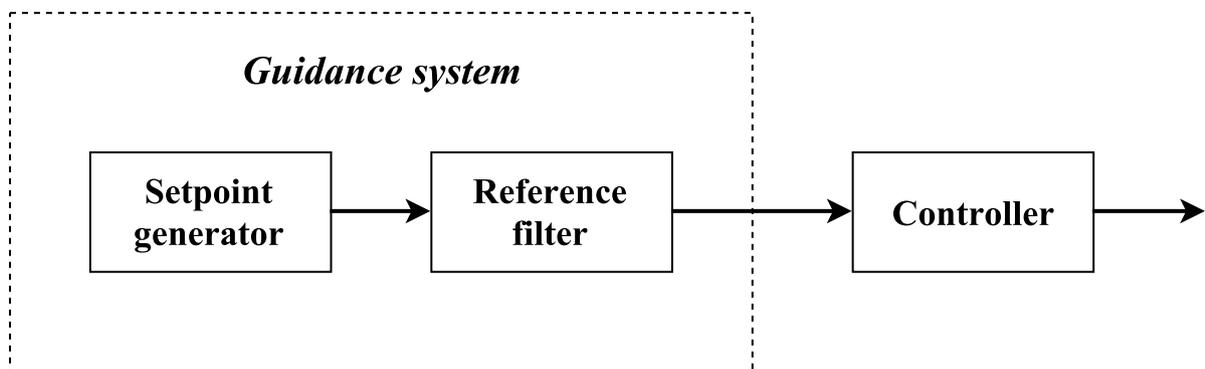 Guidance system
Setpoint
generator
Reference
filter
Controller